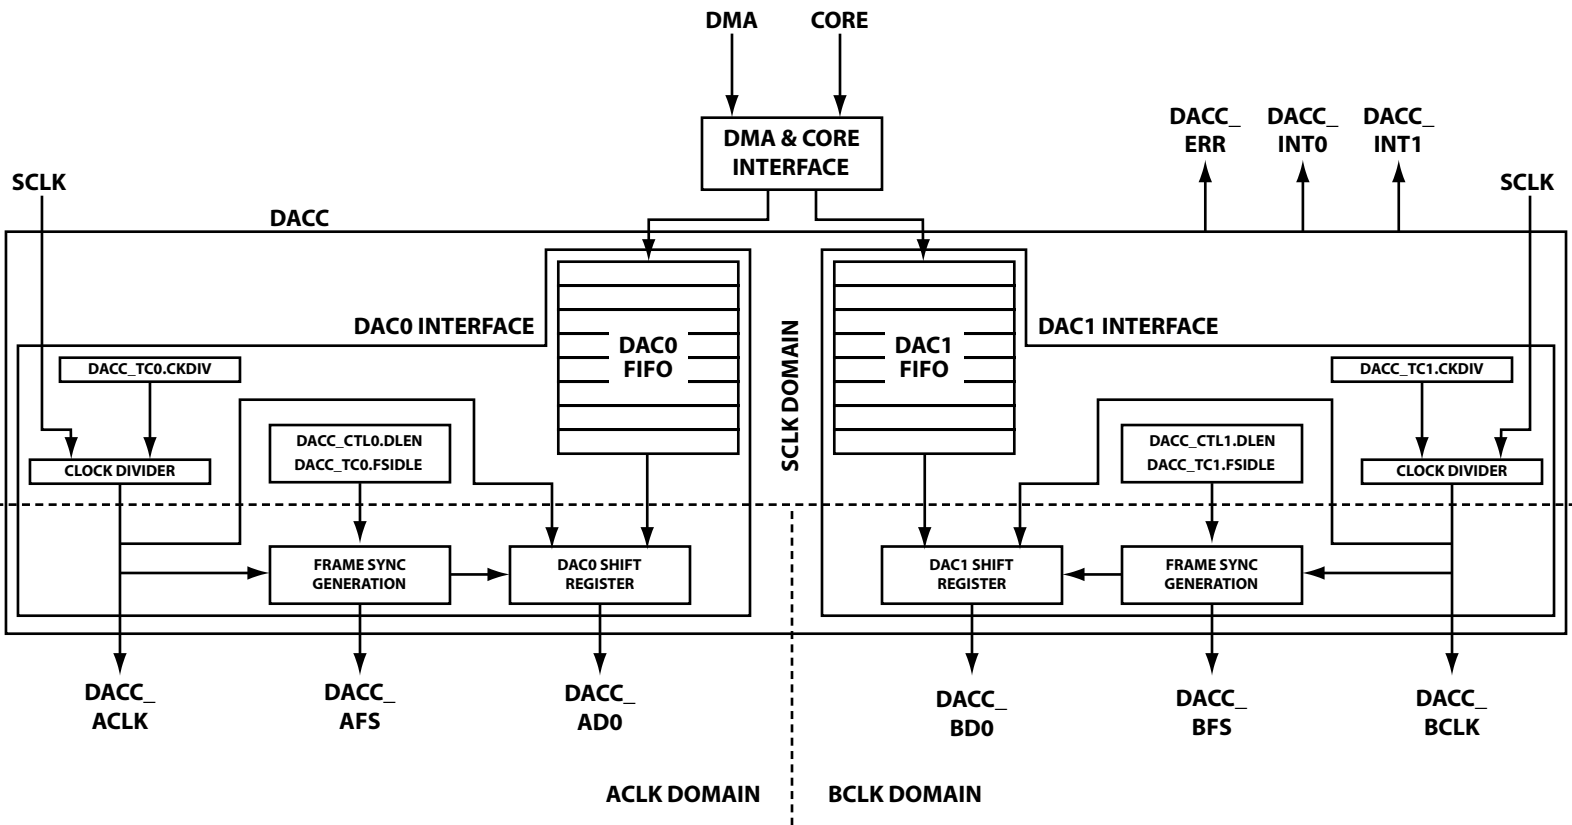 DMA
CORE
DMA & CORE
INTERFACE
DACC_
ERR
DACC_
INT0
DACC_
INT1
SCLK
SCLK
DACC
DAC0 INTERFACE
DAC0
FIFO
SCLK DOMAIN
DAC1
FIFO
DAC1 INTERFACE
DACC_TC0.CKDIV
DACC_TC1.CKDIV
DACC_CTL0.DLEN
DACC_TC0.FSIDLE
DACC_CTL1.DLEN
DACC_TC1.FSIDLE
CLOCK DIVIDER
CLOCK DIVIDER
FRAME SYNC
GENERATION
DAC0 SHIFT
REGISTER
DAC1 SHIFT
REGISTER
FRAME SYNC
GENERATION
DACC_
ACLK
DACC_
AFS
DACC_
AD0
DACC_
BD0
DACC_
BFS
DACC_
BCLK
ACLK DOMAIN
BCLK DOMAIN